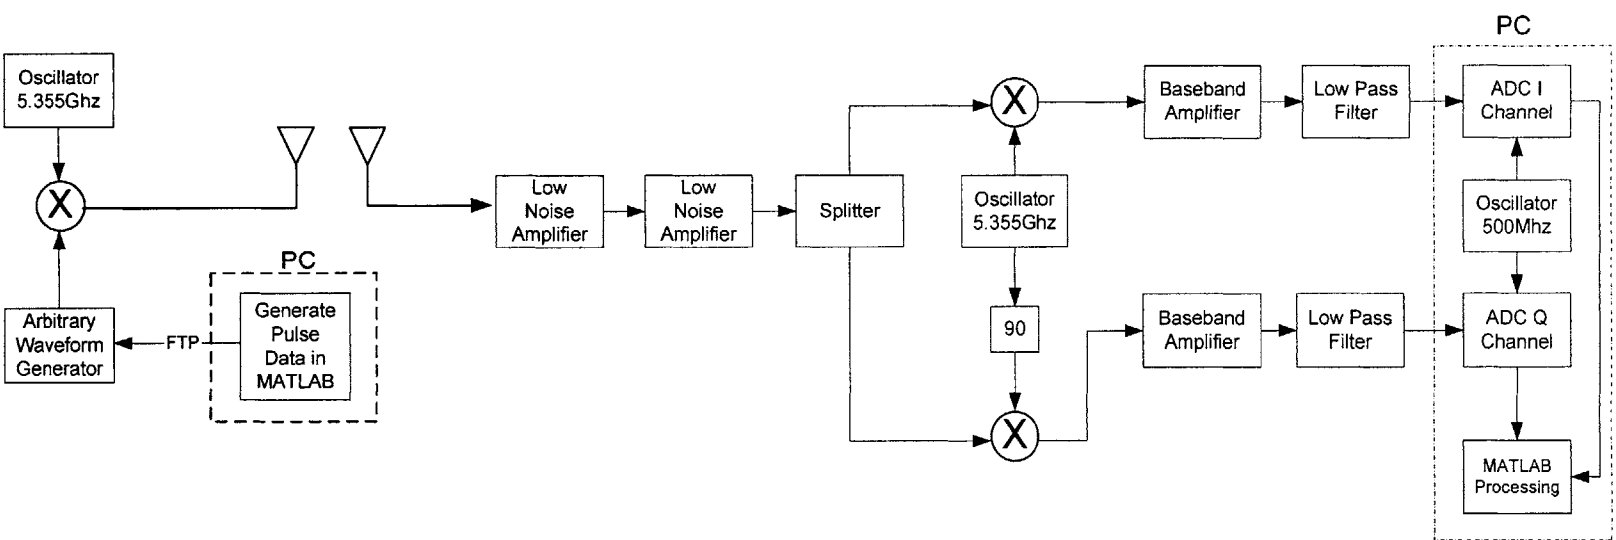 PC
Oscillator
5.355Ghz
X
Arbitrary
Waveform
Generator
FTP
PC
Generate
Pulse
Data in
MATLAB
Low
Noise
Amplifier
Low
Noise
Amplifier
Splitter
X
Oscillator
5.355Ghz
90
X
Baseband
Amplifier
Low Pass
Filter
Baseband
Amplifier
Low Pass
Filter
ADC I
Channel
Oscillator
500Mhz
ADC Q
Channel
MATLAB
Processing